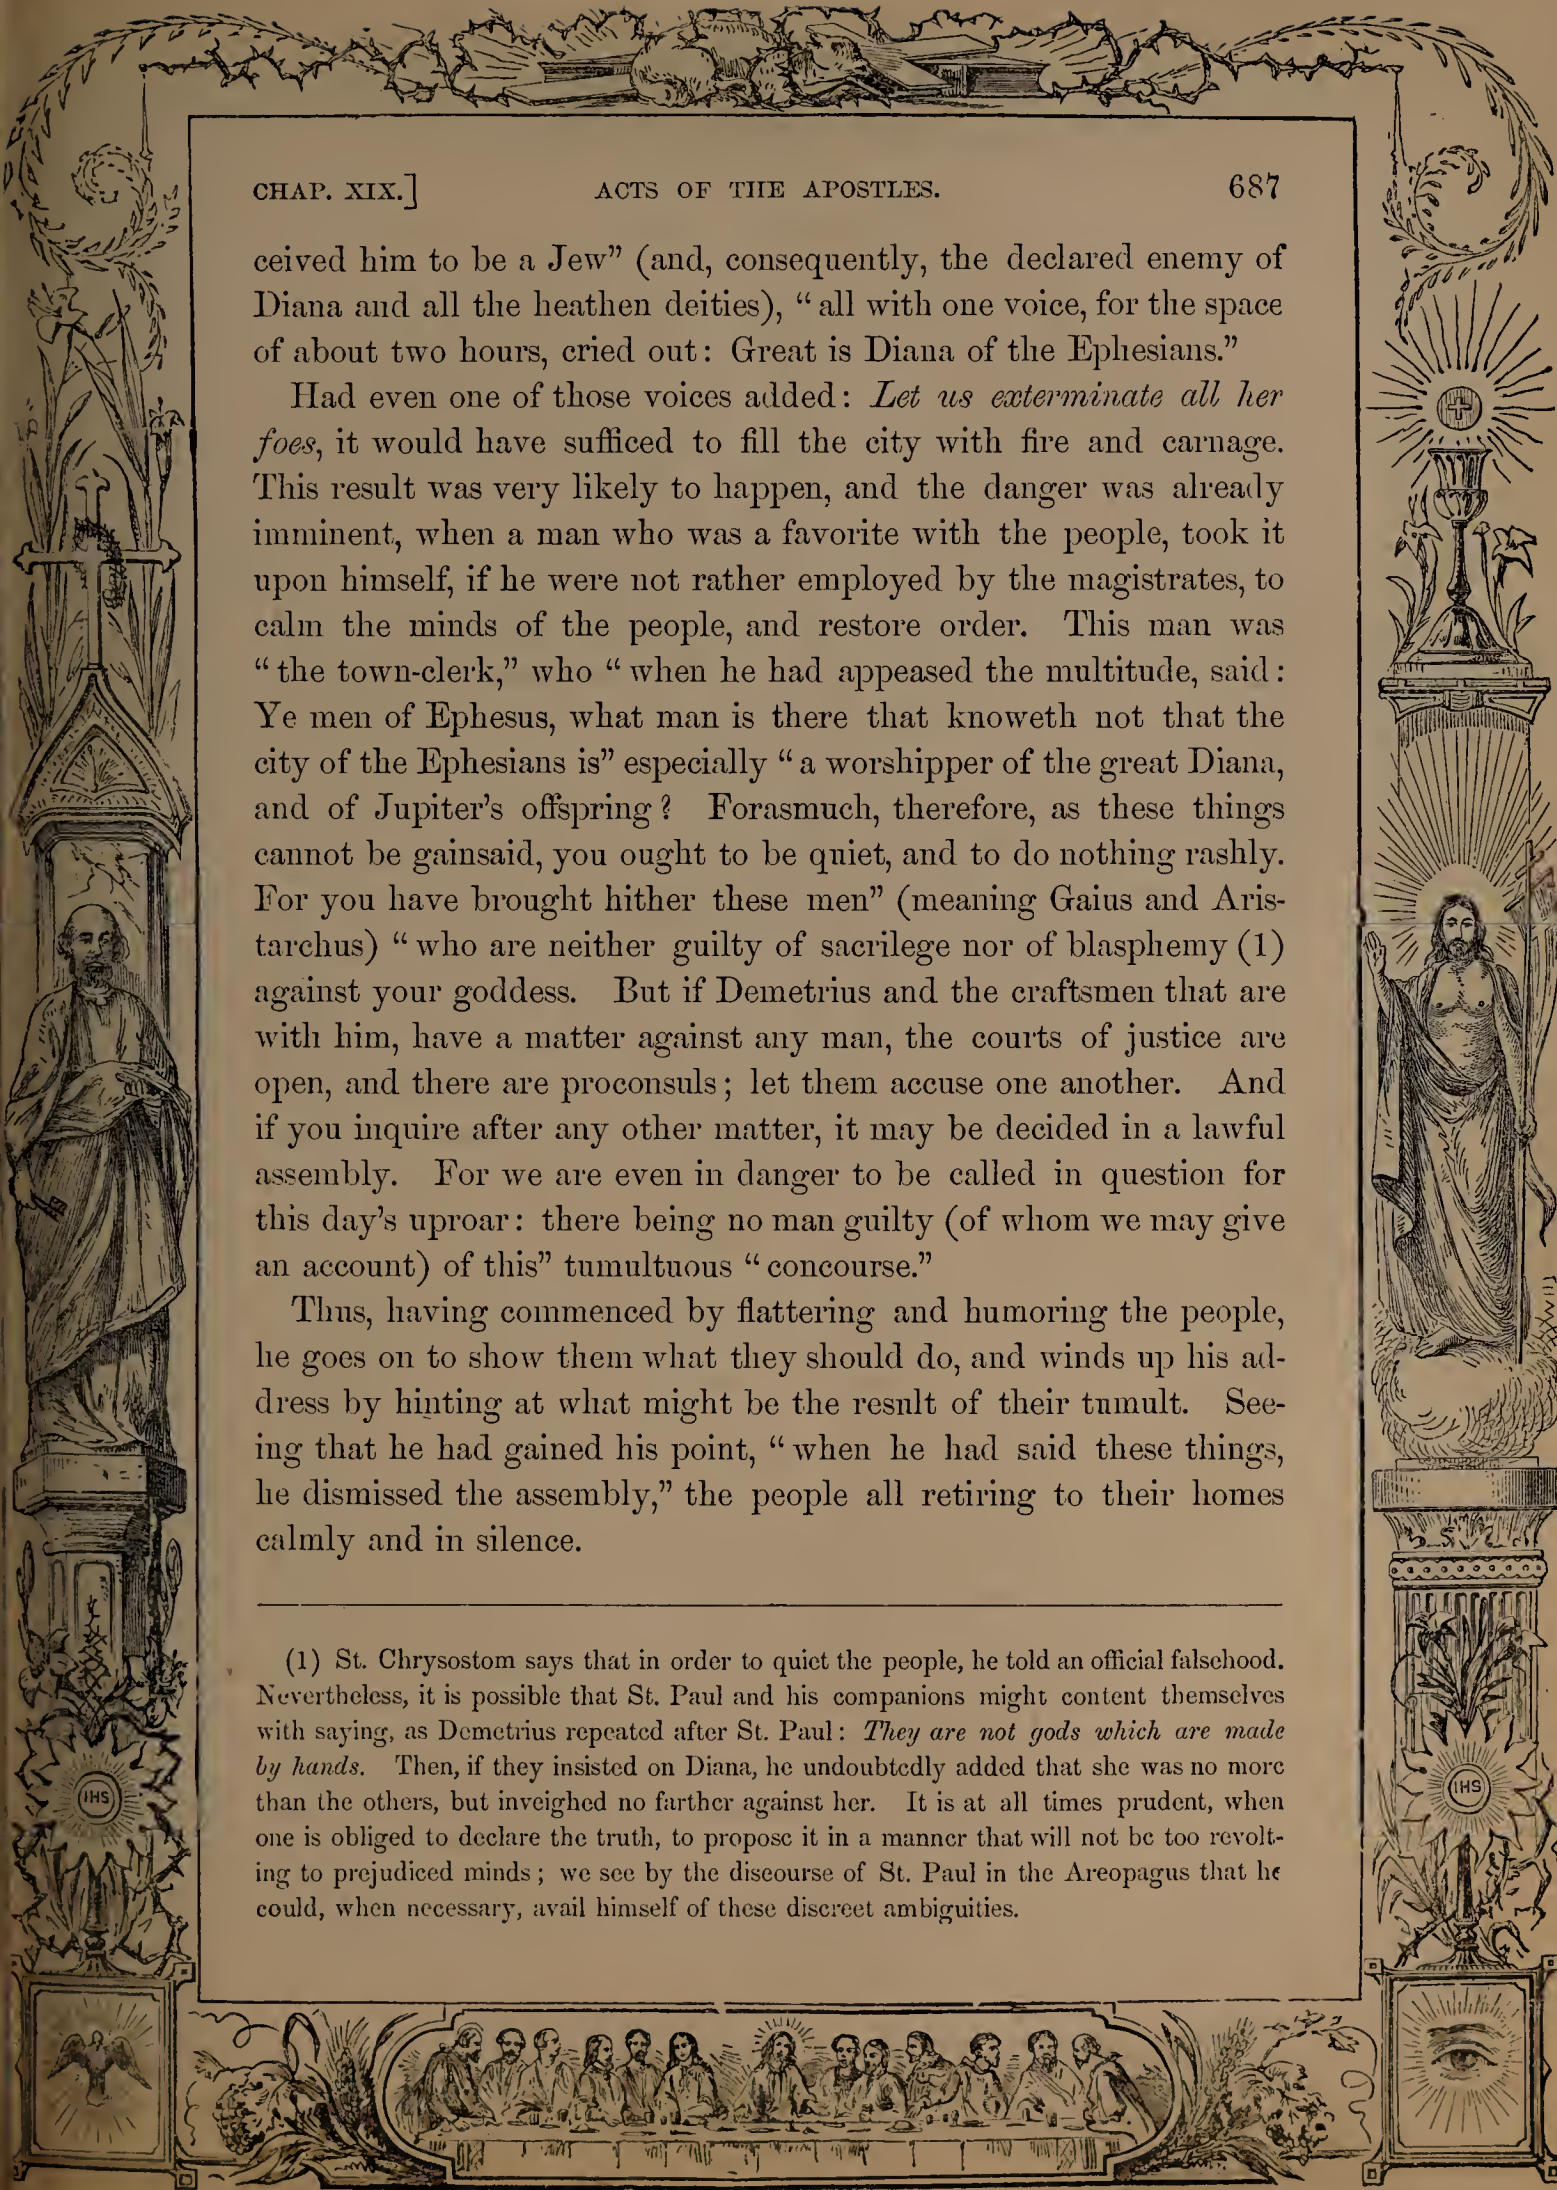 CHAP. XIX.] ACTS OF THE APOSTLES. 687
ceived him to be a Jew” (and, consequently, the declared enemy of
Diana and all the heathen deities), “all with one voice, for the space
of about two hours, cried out: Great is Diana of the Ephesians.”
Had even one of those voices added: Let us exterminate all her
foes, it would have sufficed to fill the city with fire and carnage.
This result was very likely to happen, and the danger was already
imminent, when a man who was a favorite with the people, took it
upon himself, if he were not rather employed by the magistrates, to
calm the minds of the people, and restore order. This man was
“the town-clerk,” who “when he had appeased the multitude, said:
Ye men of Ephesus, what man is there that knoweth not that the
city of the Ephesians is” especially “a worshipper of the great Diana,
and of Jupiter’s offspring? Forasmuch, therefore, as these things
cannot be gainsaid, you ought to be quiet, and to do nothing rashly.
For you have brought hither these men” (meaning Gaius and Aris-
tarchus) “who are neither guilty of sacrilege nor of blasphemy (1)
against your goddess. But if Demetrius and the craftsmen that are
with him, have a matter against any man, the courts of justice are
open, and there are proconsuls; let them accuse one another. And
if you inquire after any other matter, it may be decided in a lawful
assembly. For we are even in danger to be called in question for
this day’s uproar: there being no man guilty (of whom we may give
an account) of this” tumultuous “concourse.”
Thus, having commenced by flattering and humoring the people,
he goes on to show them what they should do, and winds up his ad-
dress by hinting at what might be the result of their tumult. See-
ing that he had gained his point, “when he had said these things,
he dismissed the assembly,” the people all retiring to their homes
calmly and in silence.
(1) St. Chrysostom says that in order to quiet the people, he told an official falsehood.
Nevertheless, it is possible that St. Paul and his companions might content themselves
with saying, as Demetrius repeated after St. Paul: They are not gods which are made
by hands. Then, if they insisted on Diana, he undoubtedly added that she was no more
than the others, but inveighed no farther against her. It is at all times prudent, when
one is obliged to declare the truth, to propose it in a manner that will not be too revolt-
ing to prejudiced minds; we see by the discourse of St. Paul in the Areopagus that he
could, when necessary, avail himself of these discreet ambiguities.
IHS
IHS